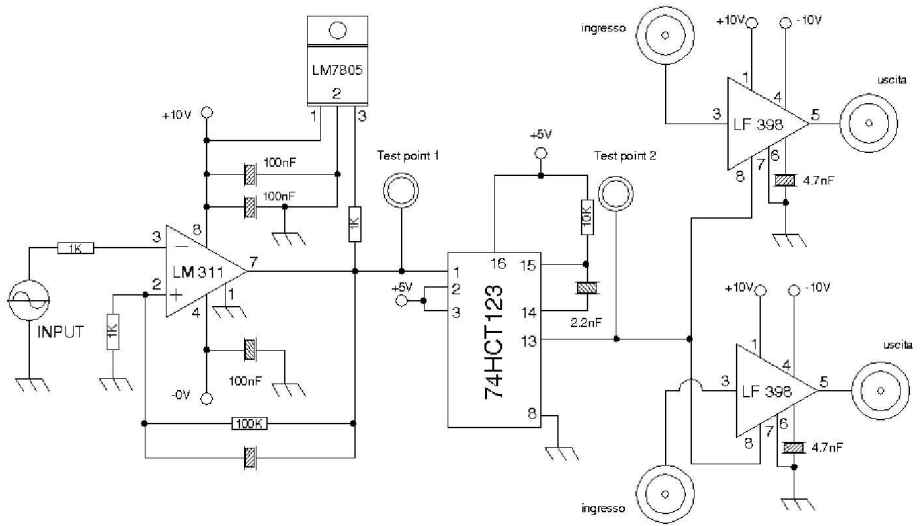 ingresso
+10V
-10V
LM7805
1
2
3
uscita
1
4
3
LF 398
5
8
7
6
4.7nF
+10V
100nF
100nF
Test point 1
+5V
Test point 2
1K
10K
1K
3
8
LM 311
7
2
1
4
INPUT
1K
100nF
-0V
100K
1
2
3
+5V
16
15
14
13
8
74HCT123
2.2nF
+10V
-10V
uscita
1
4
3
LF 398
5
8
7
6
4.7nF
ingresso